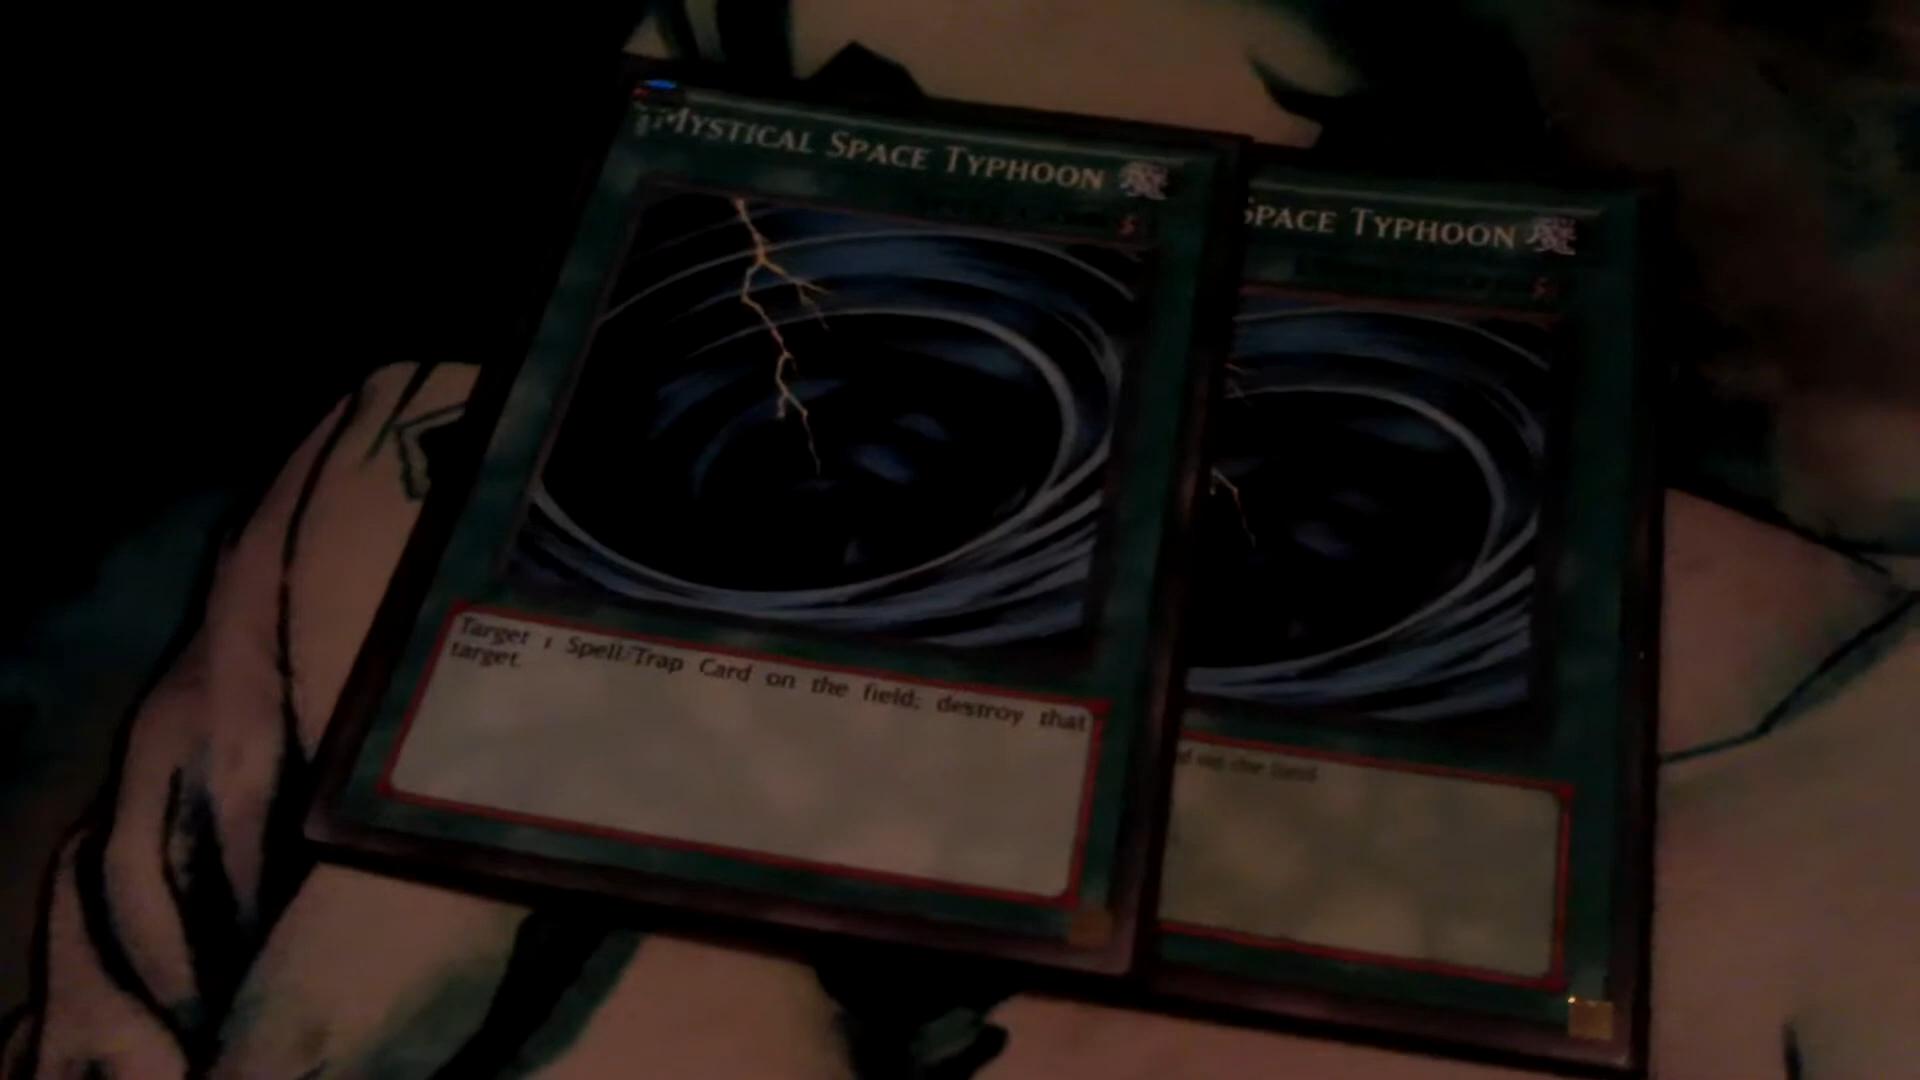 MYSTICAL SPACE TYPHOON 魔
Target 1 Spell/Trap Card on the field; destroy that
target.
SPACE TYPHOON 魔
on the field